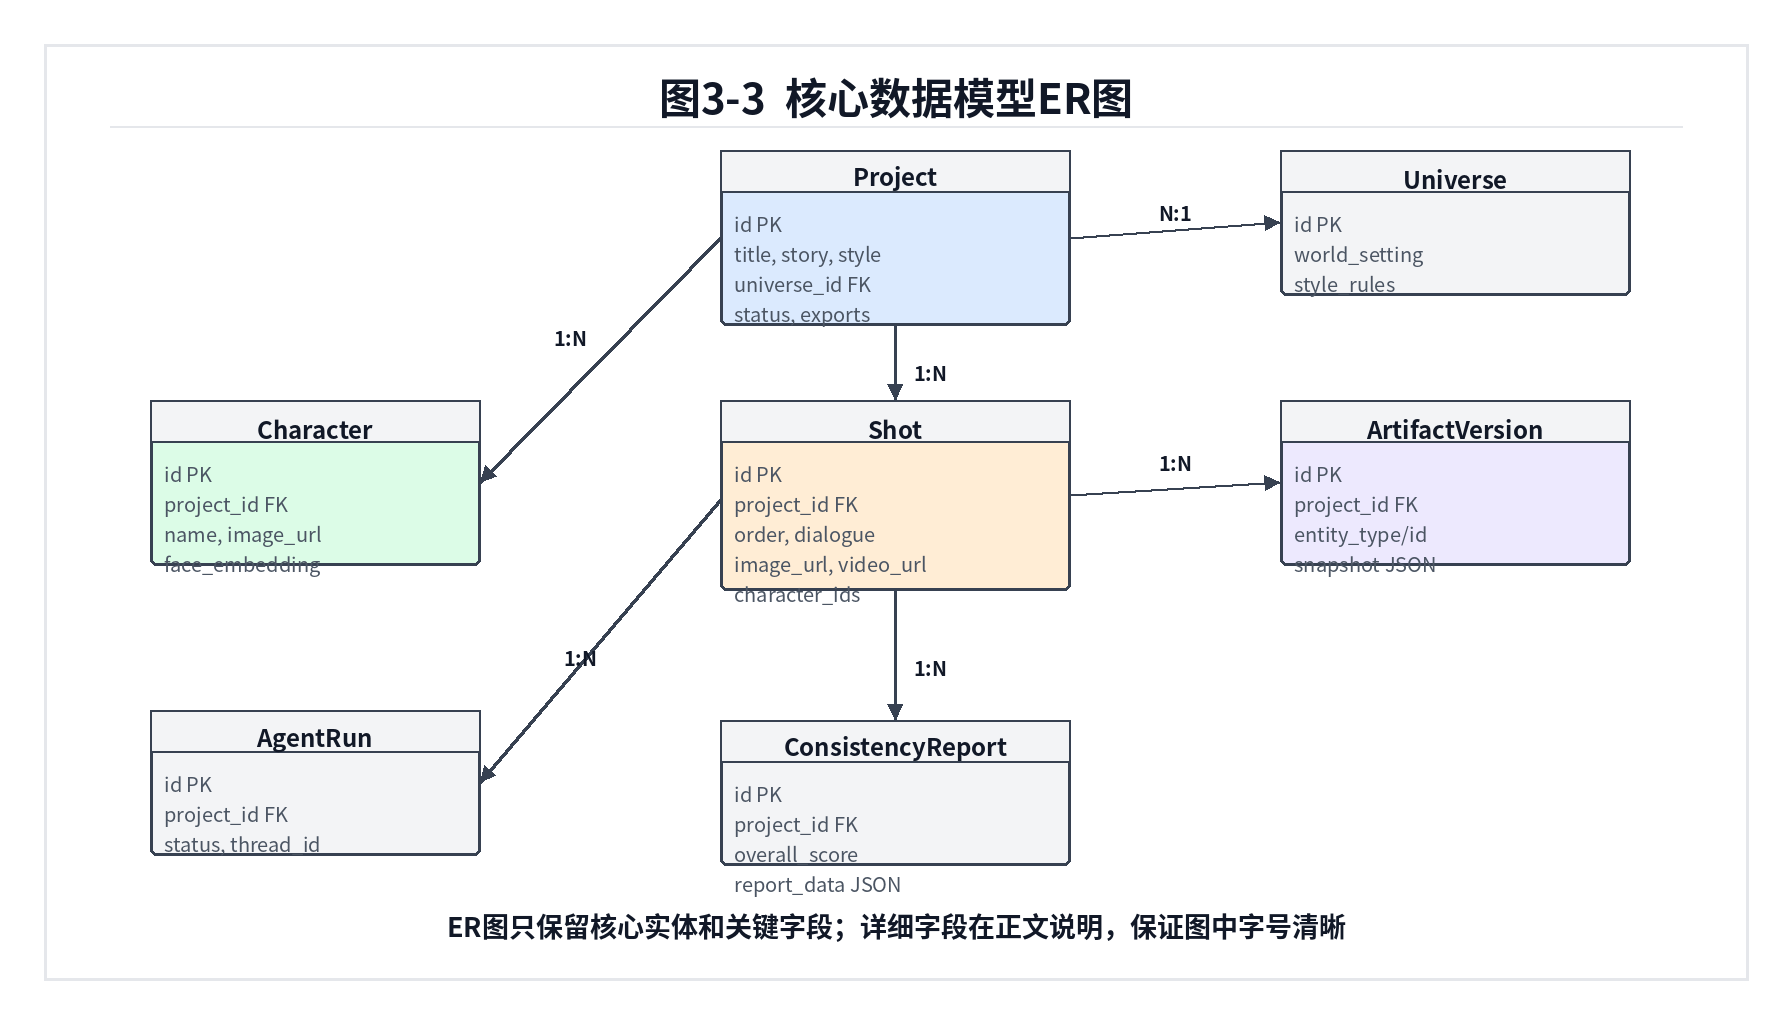 图3-3 核心数据模型ER图
Project
id PK
title, story, style
universe_id FK
status, exports
N:1
Universe
id PK
world_setting
style_rules
1:N
1:N
Character
id PK
project_id FK
name, image_url
face_embedding
Shot
id PK
project_id FK
order, dialogue
image_url, video_url
character_ids
1:N
ArtifactVersion
id PK
project_id FK
entity_type/id
snapshot JSON
1:N
1:N
AgentRun
id PK
project_id FK
status, thread_id
ConsistencyReport
id PK
project_id FK
overall_score
report_data JSON
ER图只保留核心实体和关键字段；详细字段在正文说明，保证图中字号清晰